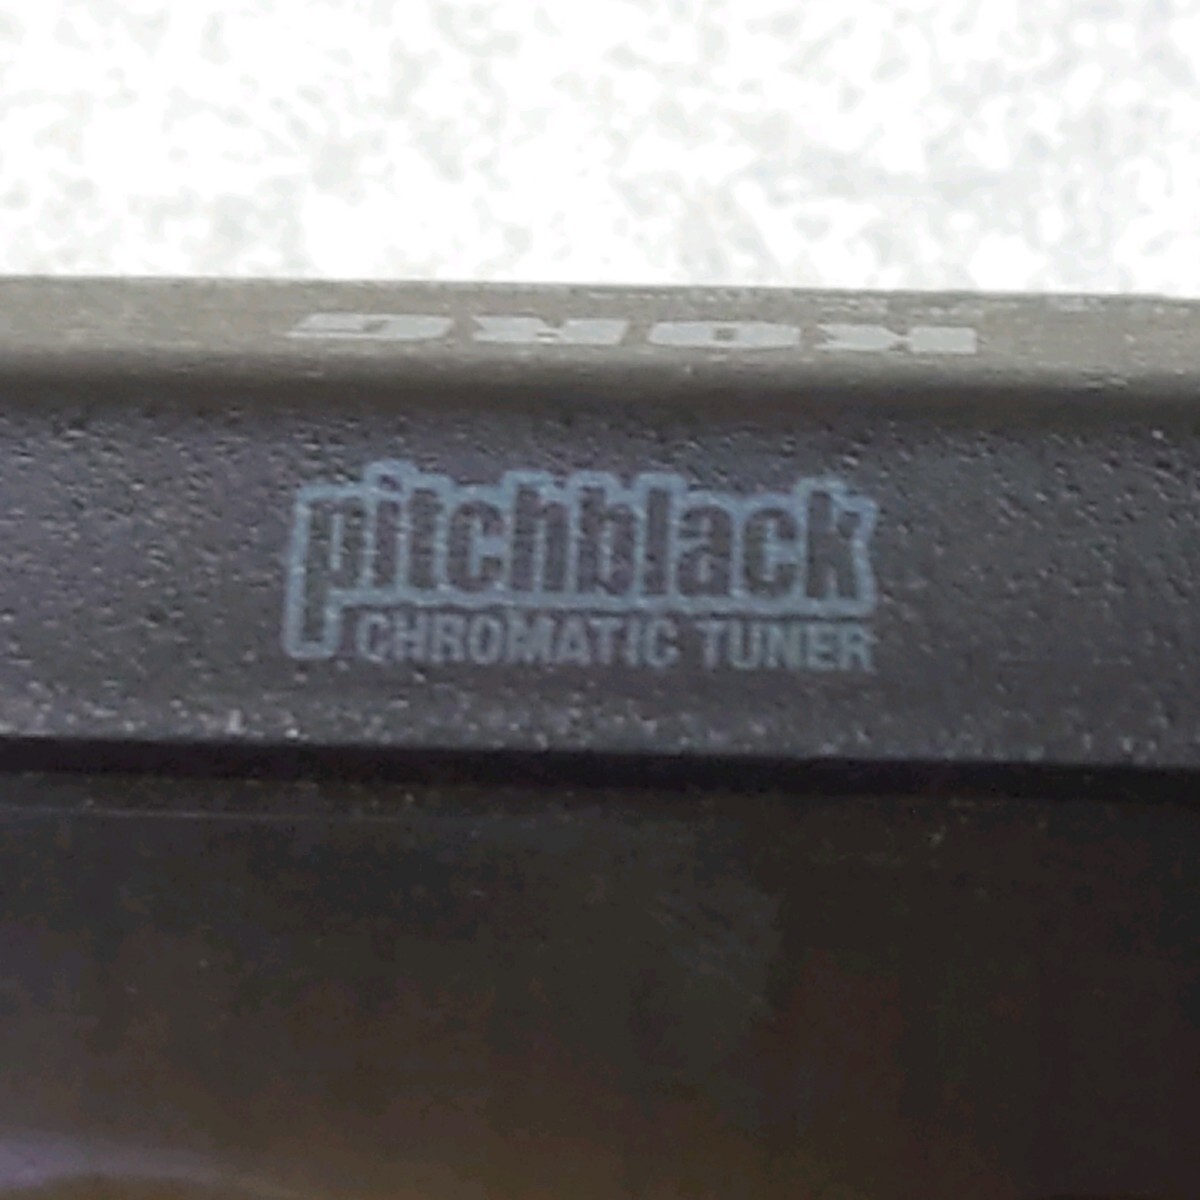 KORG
pitchblack
CHROMATIC TUNER